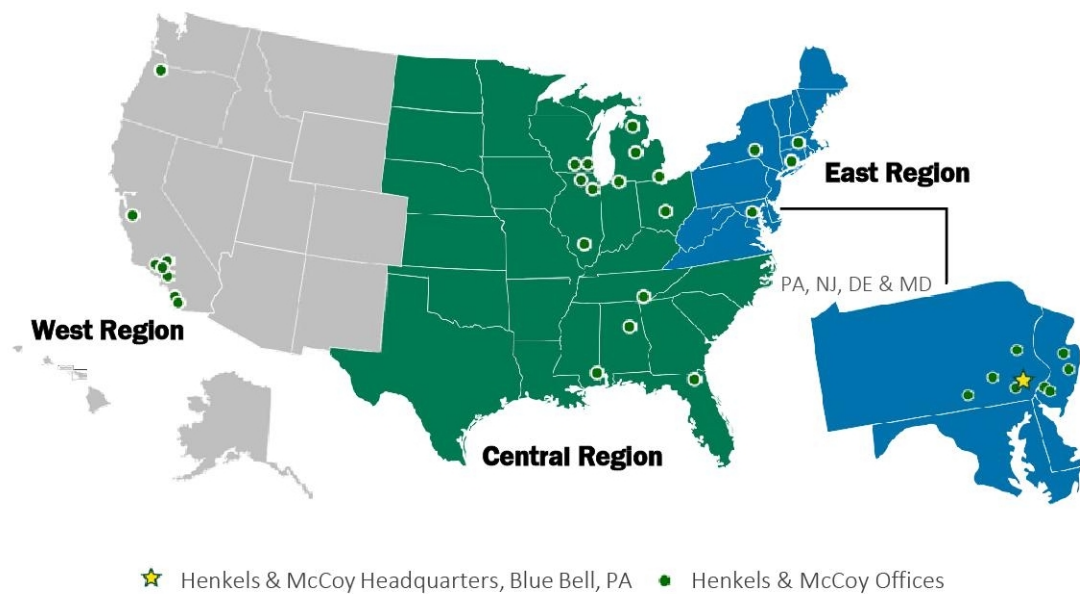 East Region
PA, NJ, DE & MD
West Region
Central Region
Henkels & McCoy Headquarters, Blue Bell, PA
Henkels & McCoy Offices